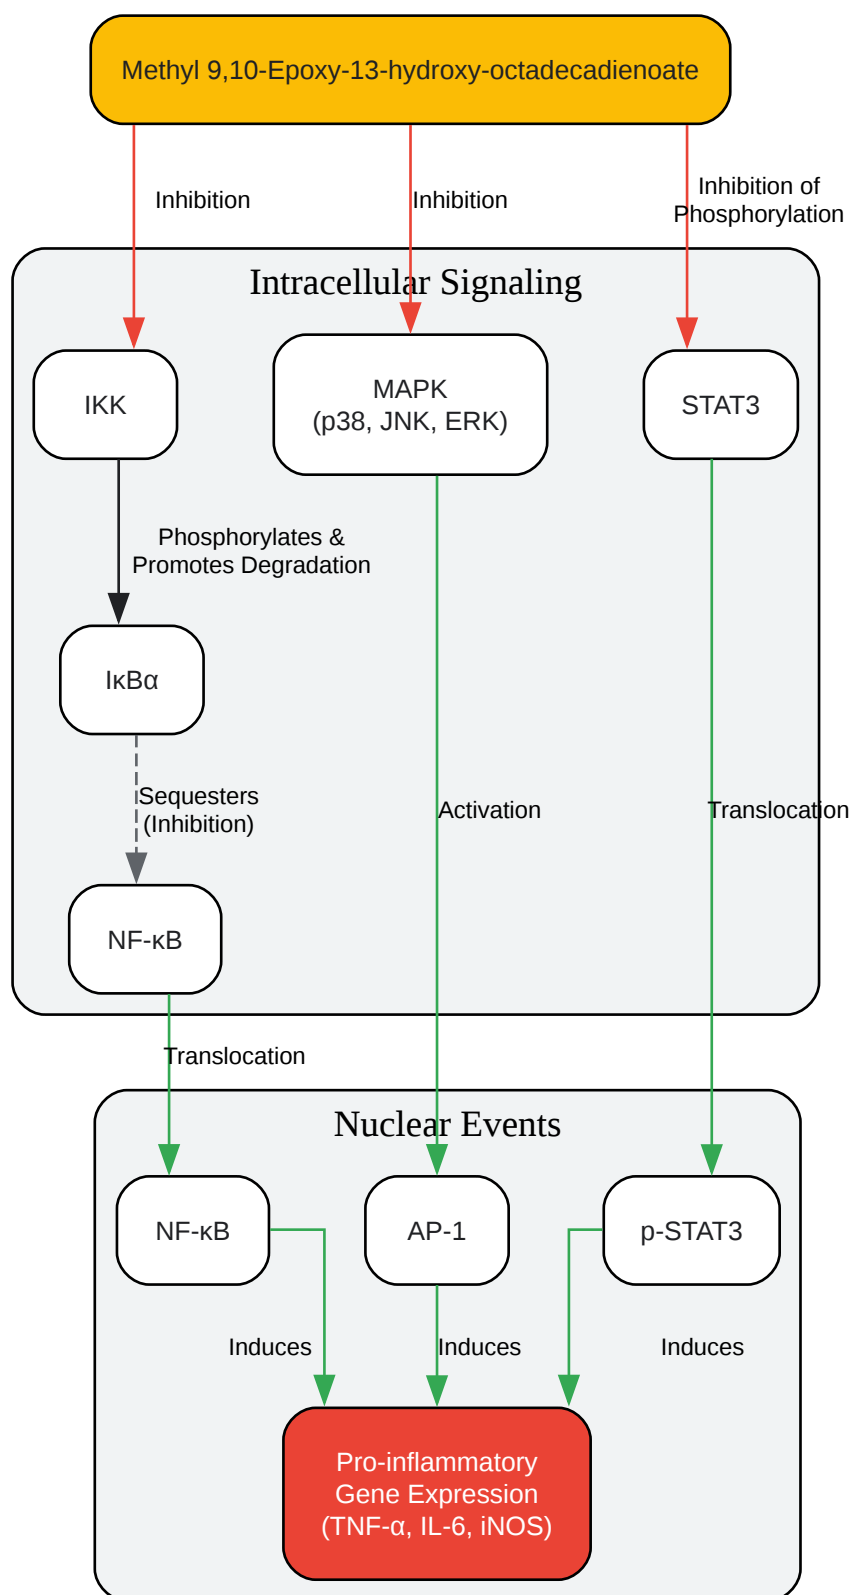 Methyl 9,10-Epoxy-13-hydroxy-octadecadienoate
Inhibition
Inhibition
Inhibition of
Phosphorylation
Intracellular Signaling
IKK
MAPK
(p38, JNK, ERK)
STAT3
Phosphorylates &
Promotes Degradation
IκBα
Sequesters
(Inhibition)
Activation
Translocation
NF-κB
Translocation
Nuclear Events
NF-κB
AP-1
p-STAT3
Induces
Induces
Induces
Pro-inflammatory
Gene Expression
(TNF-α, IL-6, iNOS)